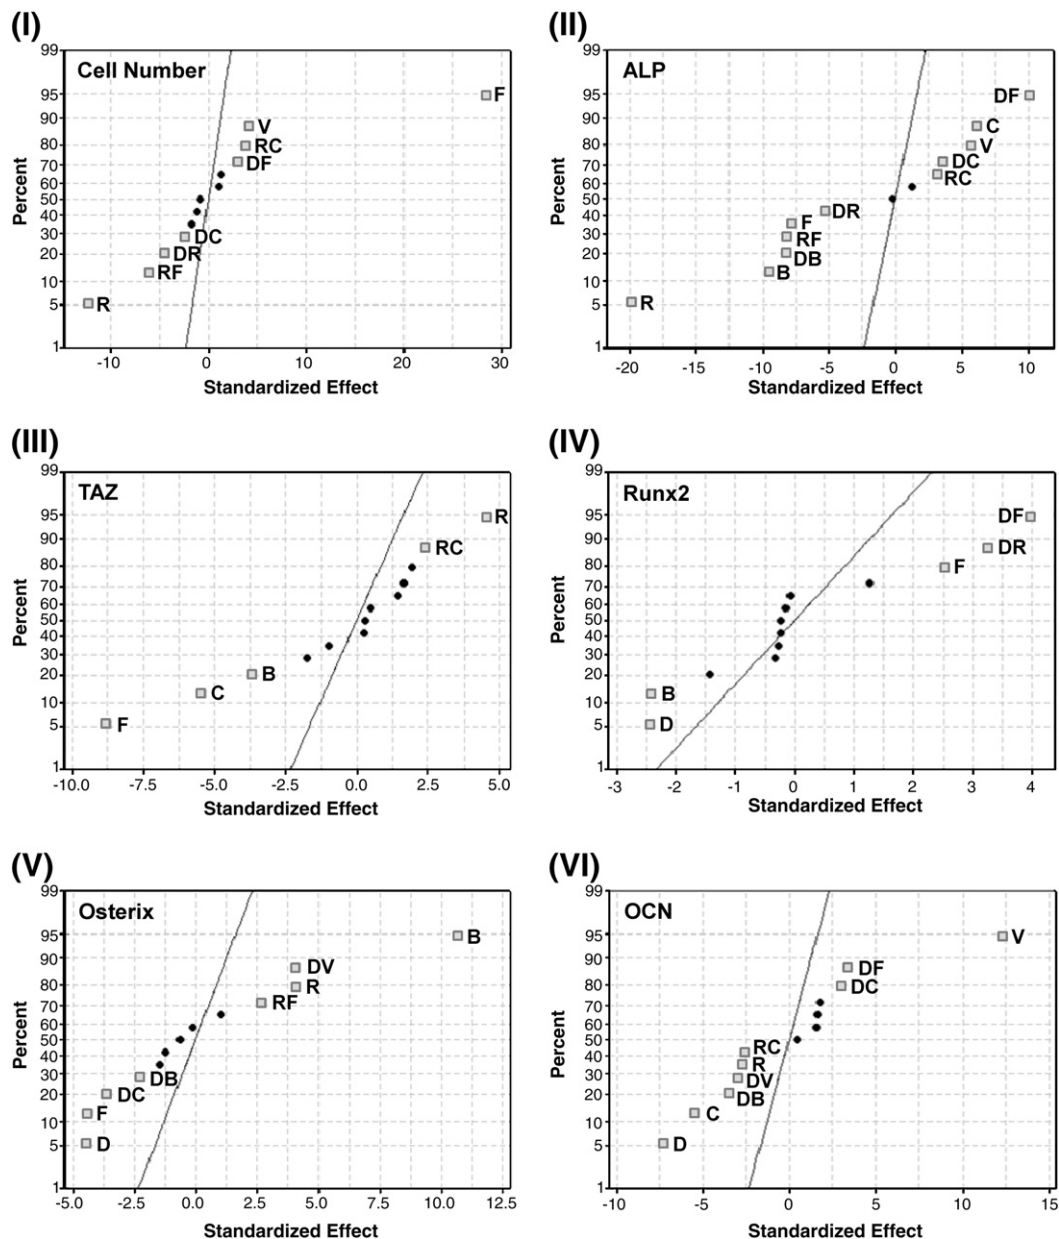 (I)
99
Cell Number
95
F
90
V
80
RC
70
DF
60
50
40
30
DC
20
DR
10
RF
5
R
1
-10 0 10 20 30
Percent
Standardized Effect
(II)
99
ALP
95
DF
90
C
80
V
70
DC
60
RC
50
40
DR
30
F
RF
20
DB
10
B
5
R
1
-20 -15 -10 -5 0 5 10
Percent
Standardized Effect
(III)
99
TAZ
95
R
90
RC
80
70
60
50
40
30
20
B
10
C
5
F
1
-10.0 -7.5 -5.0 -2.5 0.0 2.5 5.0
Percent
Standardized Effect
(IV)
99
Runx2
95
DF
90
DR
80
F
70
60
50
40
30
20
10
B
5
D
1
-3 -2 -1 0 1 2 3 4
Percent
Standardized Effect
(V)
99
Osterix
95
B
90
DV
80
R
70
RF
60
50
40
30
DB
20
DC
10
F
5
D
1
-5.0 -2.5 0.0 2.5 5.0 7.5 10.0 12.5
Percent
Standardized Effect
(VI)
99
OCN
95
V
90
DF
80
DC
70
60
50
40
RC
R
30
DV
20
DB
10
C
5
D
1
-10 -5 0 5 10 15
Percent
Standardized Effect